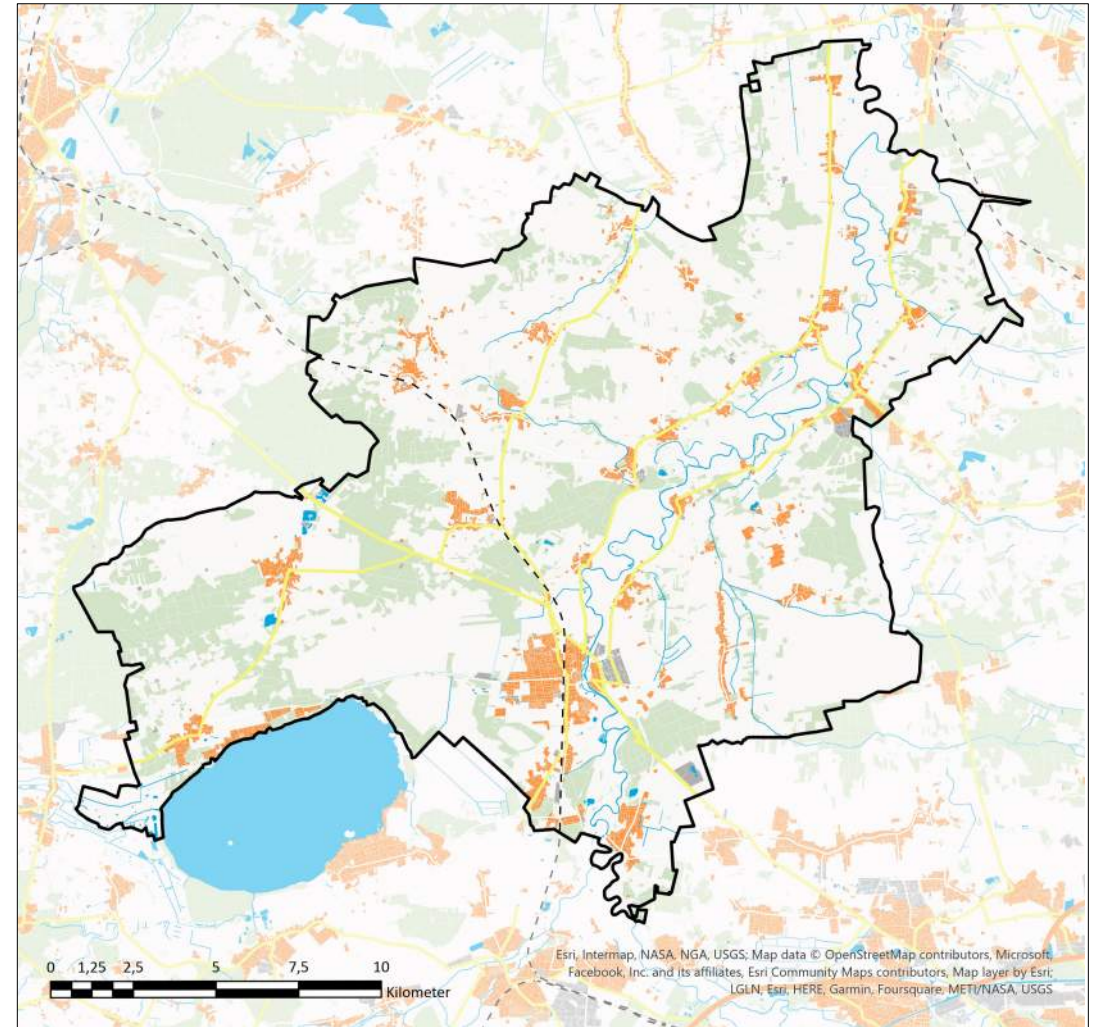 Esri, Intermap, NASA, NGA, USGS; Map data © OpenStreetMap contributors, Microsoft,
Facebook, Inc. and its affiliates, Esri Community Maps contributors, Map layer by Esri;
LGLN, Esri, HERE, Garmin, Foursquare, METI/NASA, USGS
0 1,25 2,5 5 7,5 10
Kilometer